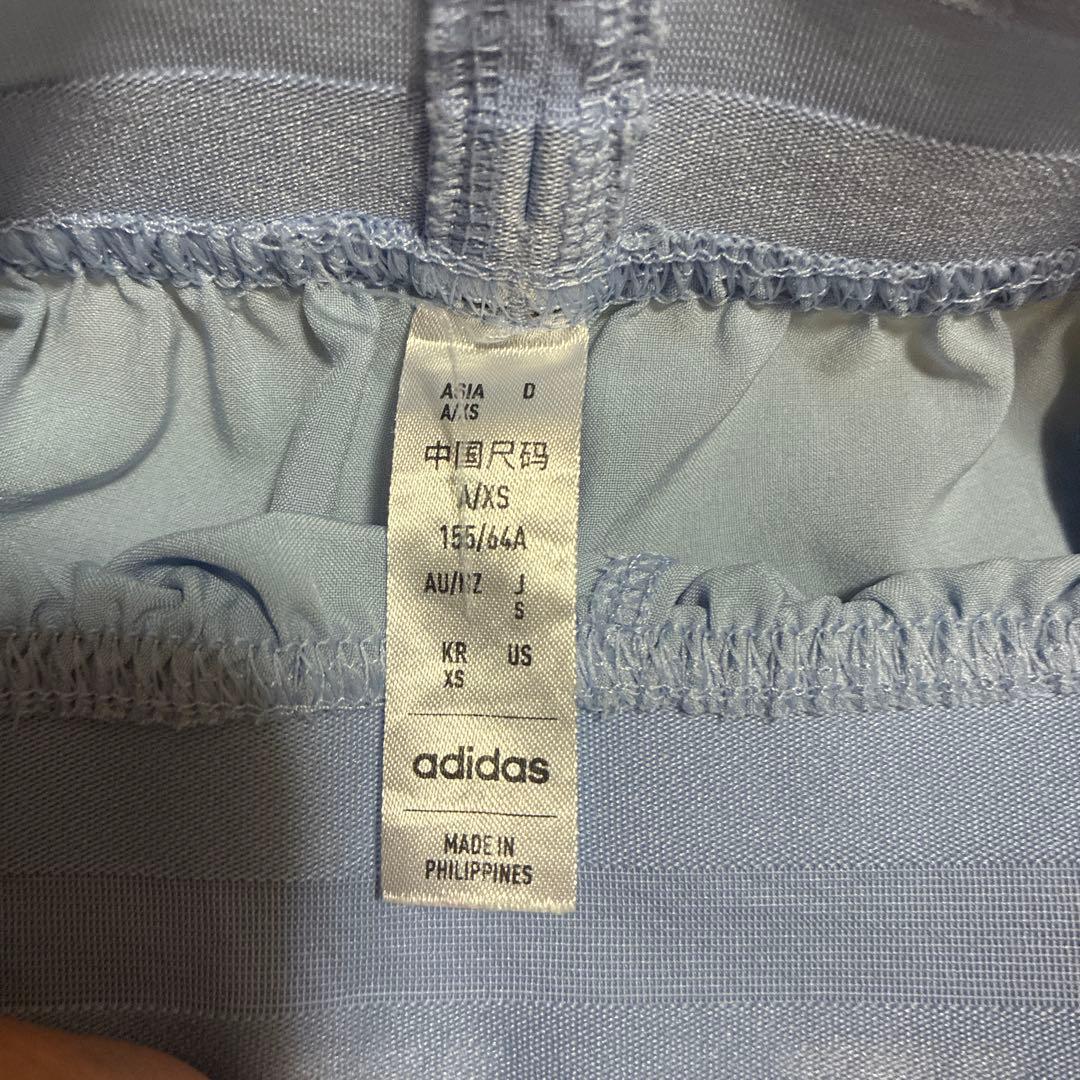 ASIA D
A/XS
中国尺码
A/XS
155/64A
AU/NZ J
S
KR US
XS
adidas
MADE IN
PHILIPPINES